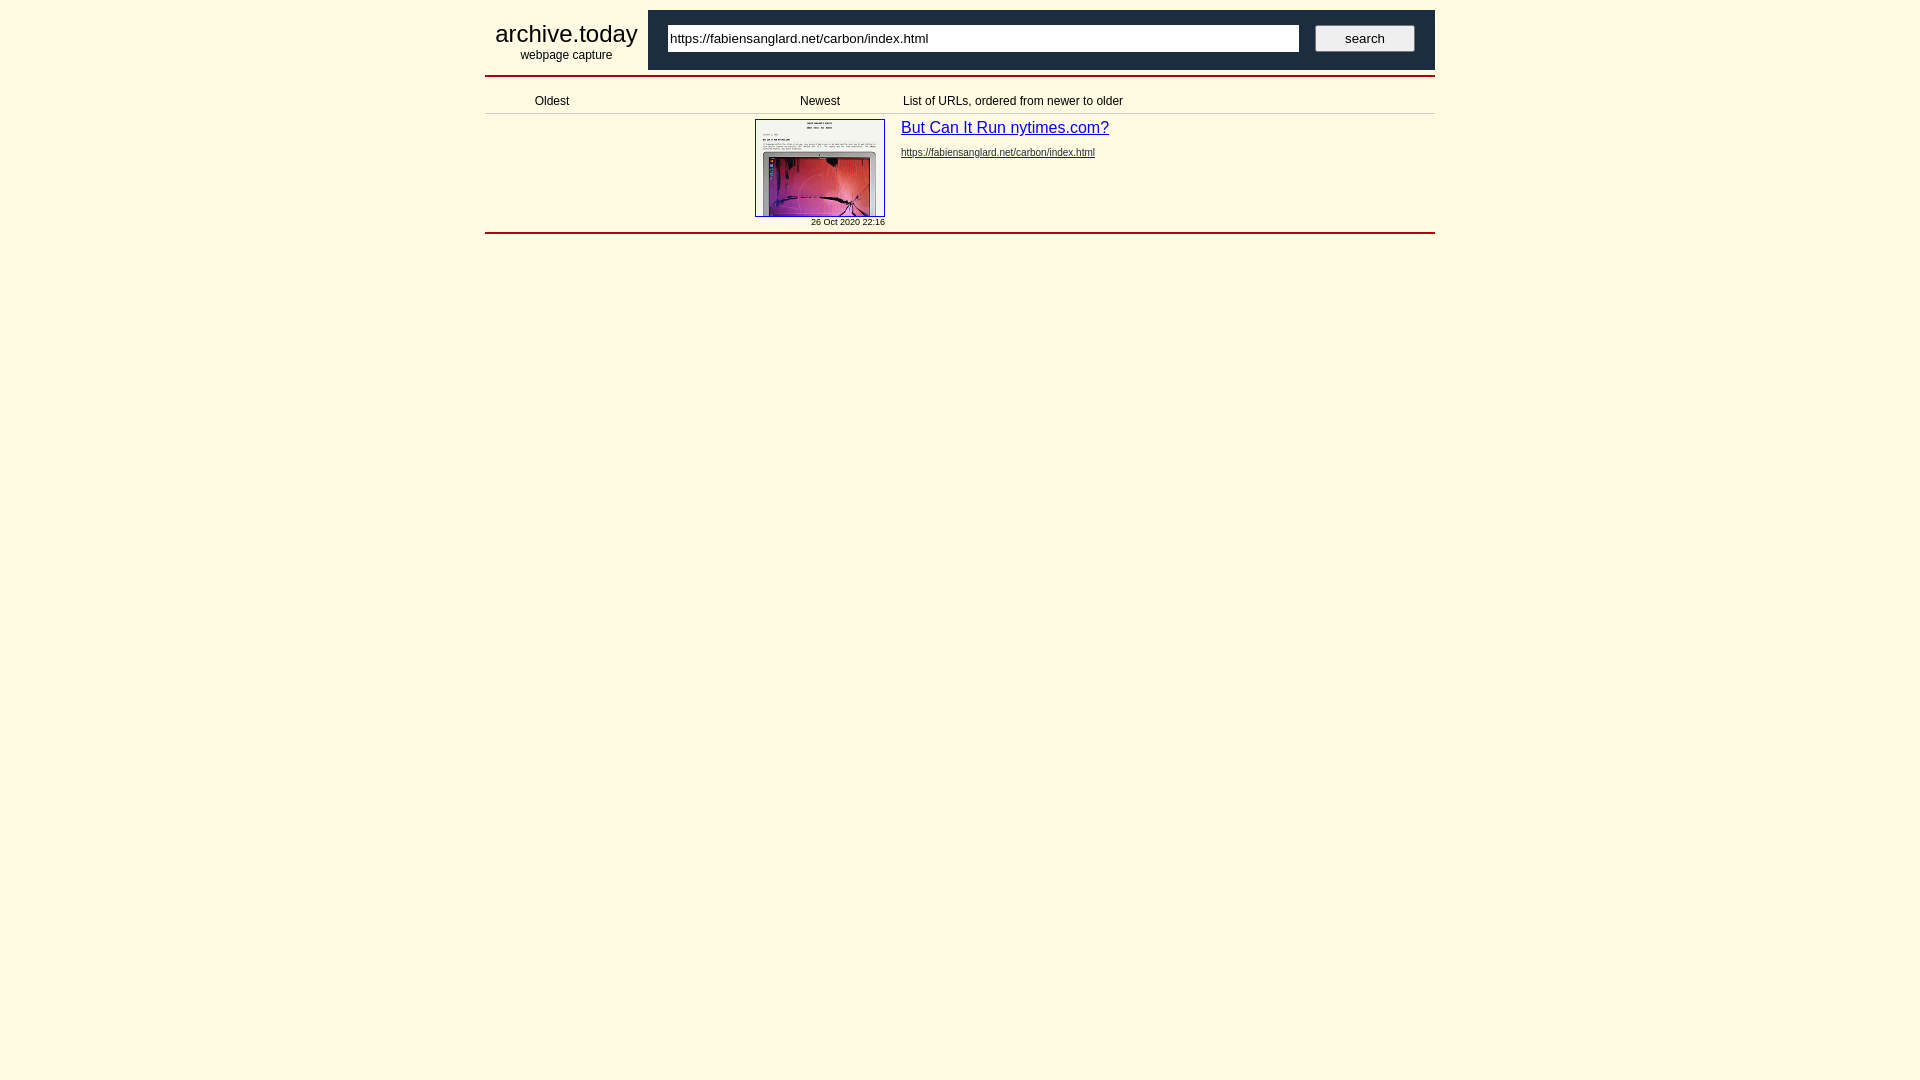 archive.today
webpage capture
https://fabiensanglard.net/carbon/index.html
search
Oldest
Newest
List of URLs, ordered from newer to older
But Can It Run nytimes.com?
https://fabiensanglard.net/carbon/index.html
26 Oct 2020 22:16